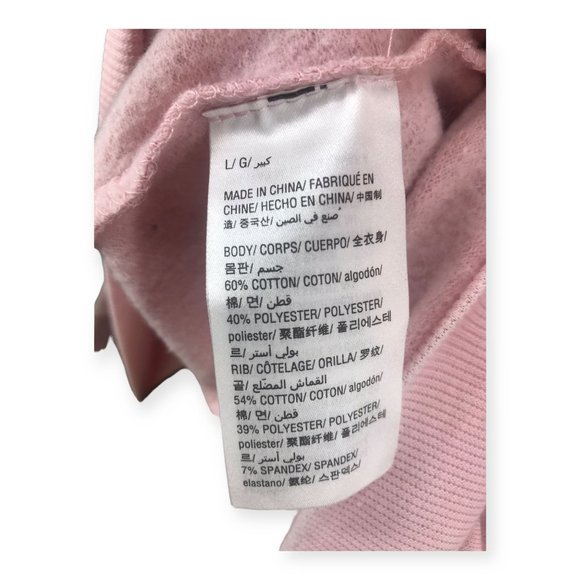 L/ G/ كبير
MADE IN CHINA/ FABRIQUÉ EN
CHINE/ HECHO EN CHINA/ 中国制
造/ 중국산/ صُنع في الصين/
BODY/ CORPS/ CUERPO/ 全衣身/
몸판/ جسم/
60% COTTON/ COTON/ algodón/
棉/ 면/ قطن/
40% POLYESTER/ POLYESTER/
poliester/ 聚酯纤维/ 폴리에스테
르/ بولي أستر/
RIB/ CÔTELAGE/ ORILLA/ 罗纹/
골/ القماش المضلع/
54% COTTON/ COTON/ algodón/
棉/ 면/ قطن/
39% POLYESTER/ POLYESTER/
poliester/ 聚酯纤维/ 폴리에스테
르/ بولي أستر/
7% SPANDEX/ SPANDEX/
elastano/ 氨纶/ 스판덱스/